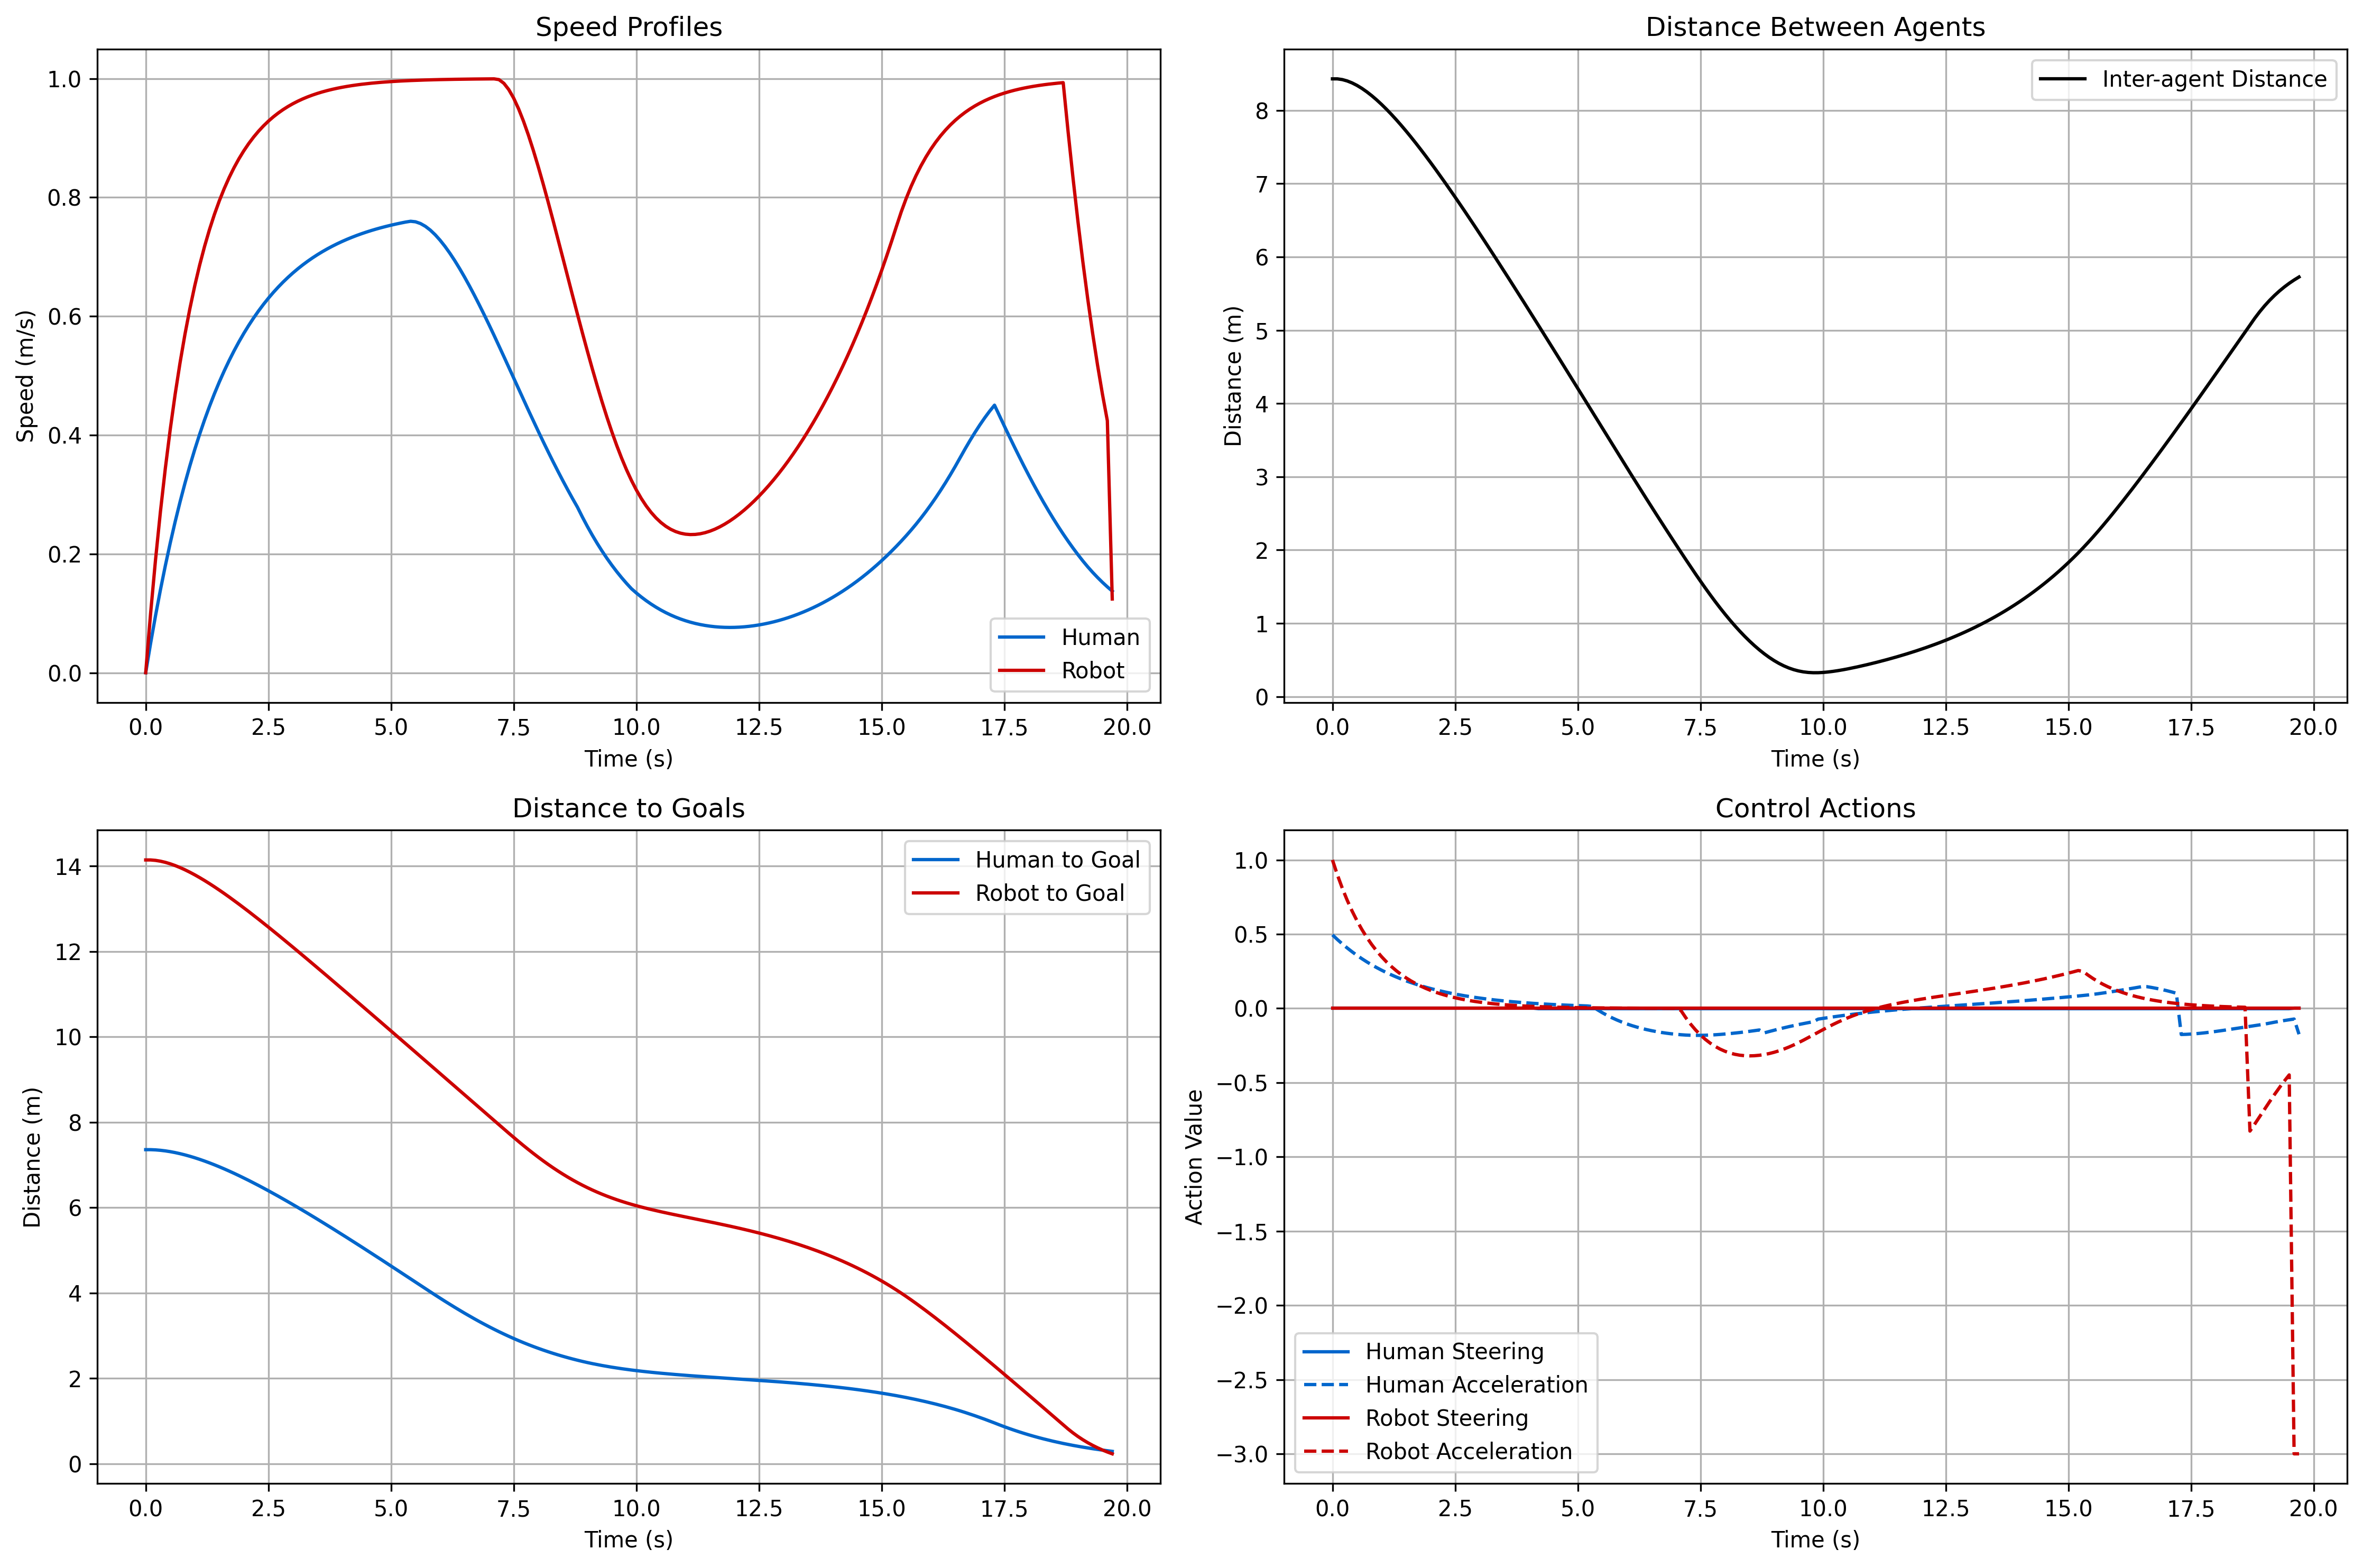 Speed Profiles
Speed (m/s)
1.0
0.8
0.6
0.4
0.2
0.0
Human
Robot
0.0 2.5 5.0 7.5 10.0 12.5 15.0 17.5 20.0
Time (s)
Distance Between Agents
Distance (m)
8
7
6
5
4
3
2
1
0
Inter-agent Distance
0.0 2.5 5.0 7.5 10.0 12.5 15.0 17.5 20.0
Time (s)
Distance to Goals
Distance (m)
14
12
10
8
6
4
2
0
Human to Goal
Robot to Goal
0.0 2.5 5.0 7.5 10.0 12.5 15.0 17.5 20.0
Time (s)
Control Actions
Action Value
1.0
0.5
0.0
−0.5
−1.0
−1.5
−2.0
−2.5
−3.0
Human Steering
Human Acceleration
Robot Steering
Robot Acceleration
0.0 2.5 5.0 7.5 10.0 12.5 15.0 17.5 20.0
Time (s)